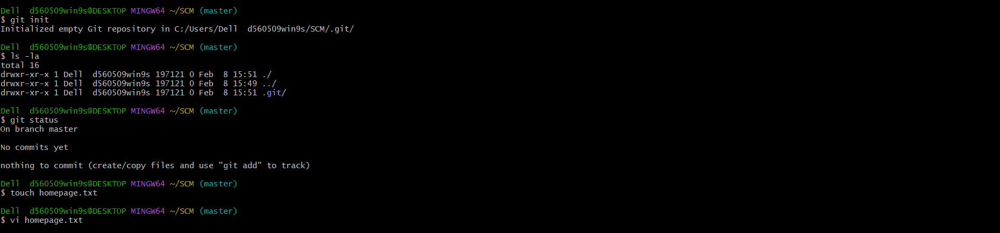 Dell  d560509win9s@DESKTOP MINGW64 ~/SCM (master)
$ git init
Initialized empty Git repository in C:/Users/Dell  d560509win9s/SCM/.git/
Dell  d560509win9s@DESKTOP MINGW64 ~/SCM (master)
$ ls -la
total 16
drwxr-xr-x 1 Dell  d560509win9s 197121 0 Feb  8 15:51 ./
drwxr-xr-x 1 Dell  d560509win9s 197121 0 Feb  8 15:49 ../
drwxr-xr-x 1 Dell  d560509win9s 197121 0 Feb  8 15:51 .git/
Dell  d560509win9s@DESKTOP MINGW64 ~/SCM (master)
$ git status
On branch master
No commits yet
nothing to commit (create/copy files and use "git add" to track)
Dell  d560509win9s@DESKTOP MINGW64 ~/SCM (master)
$ touch homepage.txt
Dell  d560509win9s@DESKTOP MINGW64 ~/SCM (master)
$ vi homepage.txt